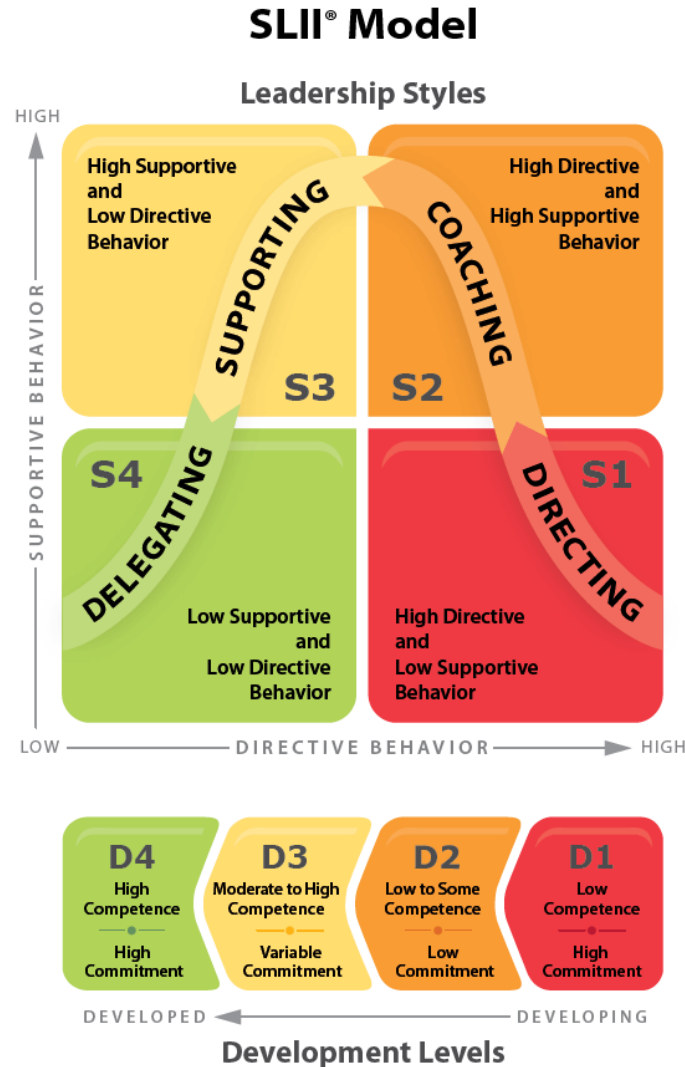 SLII® Model
Leadership Styles
HIGH
SUPPORTIVE BEHAVIOR
High Supportive
and
Low Directive
Behavior
SUPPORTING
S3
High Directive
and
High Supportive
Behavior
COACHING
S2
S4
DELEGATING
Low Supportive
and
Low Directive
Behavior
S1
DIRECTING
High Directive
and
Low Supportive
Behavior
LOW
DIRECTIVE BEHAVIOR
HIGH
D4
High
Competence
High
Commitment
D3
Moderate to High
Competence
Variable
Commitment
D2
Low to Some
Competence
Low
Commitment
D1
Low
Competence
High
Commitment
DEVELOPED
DEVELOPING
Development Levels